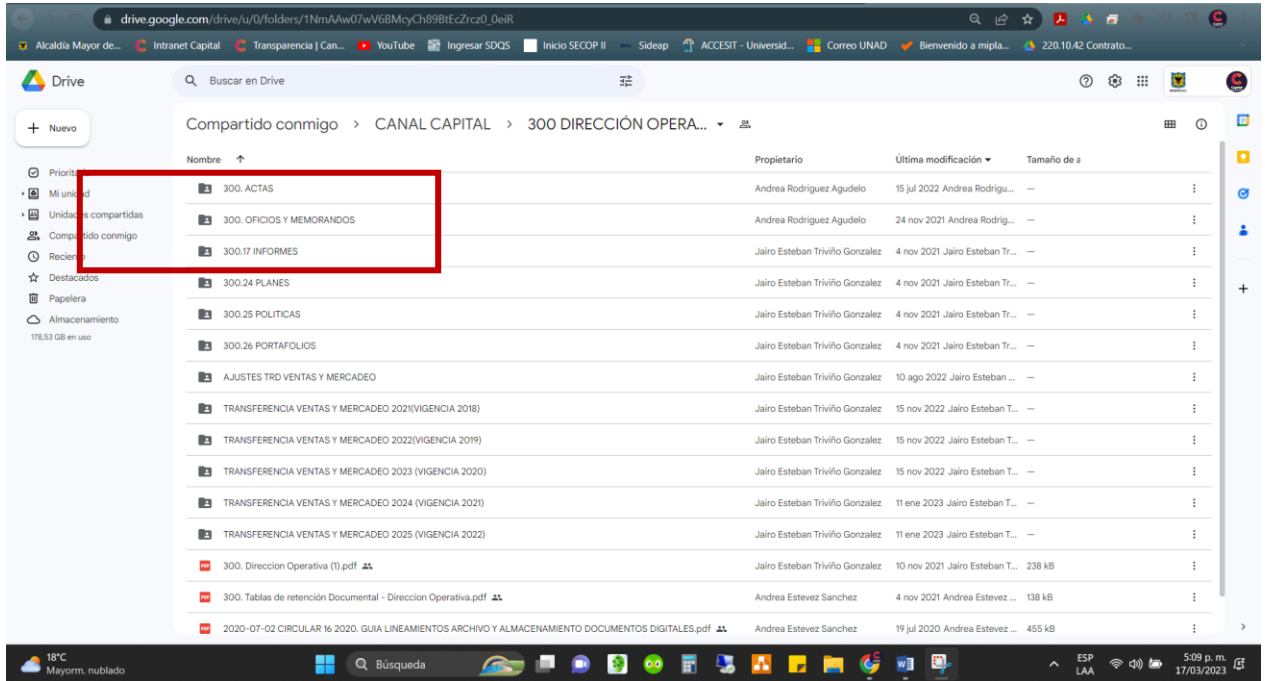 drive.google.com/drive/u/0/folders/1NmAAw07wV6BMcyCh89BtEcZrcz0_0eiR
Alcaldía Mayor de... Intranet Capital Transparencia | Can... YouTube Ingresar SDQS Inicio SECOP II Sideap ACCESIT - Universid... Correo UNAD Bienvenido a mipla... 220.10.42 Contrato...
Drive Buscar en Drive
Nuevo
Compartido conmigo > CANAL CAPITAL > 300 DIRECCIÓN OPERA...
Nombre Propietario Última modificación Tamaño de a
Mi unidad
Unidades compartidas
Compartido conmigo
Destacados
Papelera
Almacenamiento
178,53 GB en uso
300. ACTAS Andrea Rodriguez Agudelo 15 jul 2022 Andrea Rodrigu... —
300. OFICIOS Y MEMORANDOS Andrea Rodriguez Agudelo 24 nov 2021 Andrea Rodrig... —
300.17 INFORMES Jairo Esteban Triviño Gonzalez 4 nov 2021 Jairo Esteban Tr... —
300.24 PLANES Jairo Esteban Triviño Gonzalez 4 nov 2021 Jairo Esteban Tr... —
300.25 POLITICAS Jairo Esteban Triviño Gonzalez 4 nov 2021 Jairo Esteban Tr... —
300.26 PORTAFOLIOS Jairo Esteban Triviño Gonzalez 4 nov 2021 Jairo Esteban Tr... —
AJUSTES TRD VENTAS Y MERCADEO Jairo Esteban Triviño Gonzalez 10 ago 2022 Jairo Esteban ... —
TRANSFERENCIA VENTAS Y MERCADEO 2021(VIGENCIA 2018) Jairo Esteban Triviño Gonzalez 15 nov 2022 Jairo Esteban T... —
TRANSFERENCIA VENTAS Y MERCADEO 2022(VIGENCIA 2019) Jairo Esteban Triviño Gonzalez 15 nov 2022 Jairo Esteban T... —
TRANSFERENCIA VENTAS Y MERCADEO 2023 (VIGENCIA 2020) Jairo Esteban Triviño Gonzalez 15 nov 2022 Jairo Esteban T... —
TRANSFERENCIA VENTAS Y MERCADEO 2024 (VIGENCIA 2021) Jairo Esteban Triviño Gonzalez 11 ene 2023 Jairo Esteban T... —
TRANSFERENCIA VENTAS Y MERCADEO 2025 (VIGENCIA 2022) Jairo Esteban Triviño Gonzalez 11 ene 2023 Jairo Esteban T... —
300. Direccion Operativa (1).pdf Jairo Esteban Triviño Gonzalez 10 nov 2021 Jairo Esteban T... 238 kB
300. Tablas de retención Documental - Direccion Operativa.pdf Andrea Estevez Sanchez 4 nov 2021 Andrea Estevez ... 138 kB
2020-07-02 CIRCULAR 16 2020. GUIA LINEAMIENTOS ARCHIVO Y ALMACENAMIENTO DOCUMENTOS DIGITALES.pdf Andrea Estevez Sanchez 19 jul 2020 Andrea Estevez ... 455 kB
18°C
Mayorm. nublado
Búsqueda
ESP
LAA
5:09 p. m.
17/03/2023